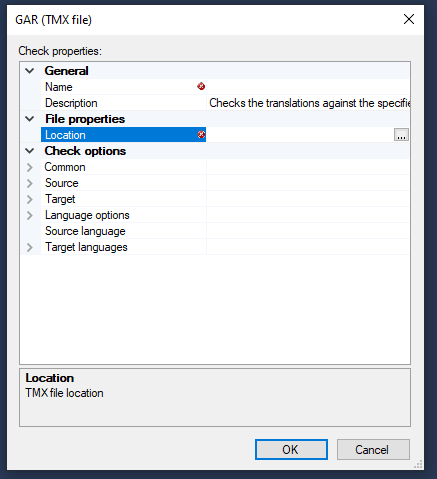 GAR (TMX file)
Check properties:
General
Name
Description Checks the translations against the specifie
File properties
Location ...
Check options
Common
Source
Target
Language options
Source language
Target languages
Location
TMX file location
OK Cancel